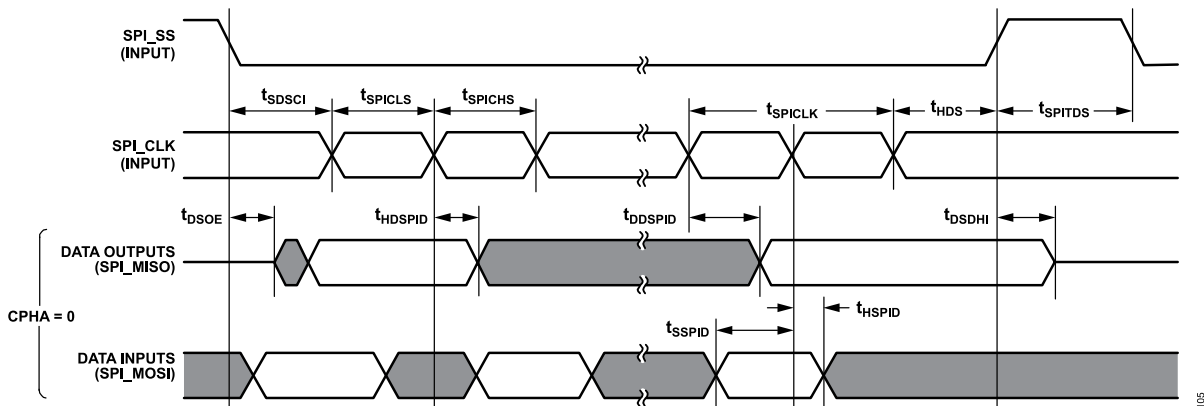 SPI_SS
(INPUT)
tSDSCI
tSPICLS
tSPICHS
tSPICLK
tHDS
tSPITDS
SPI_CLK
(INPUT)
tDSOE
tHDSPID
tDDSPID
tDSDHI
DATA OUTPUTS
(SPI_MISO)
CPHA = 0
tSSPID
tHSPID
DATA INPUTS
(SPI_MOSI)
105